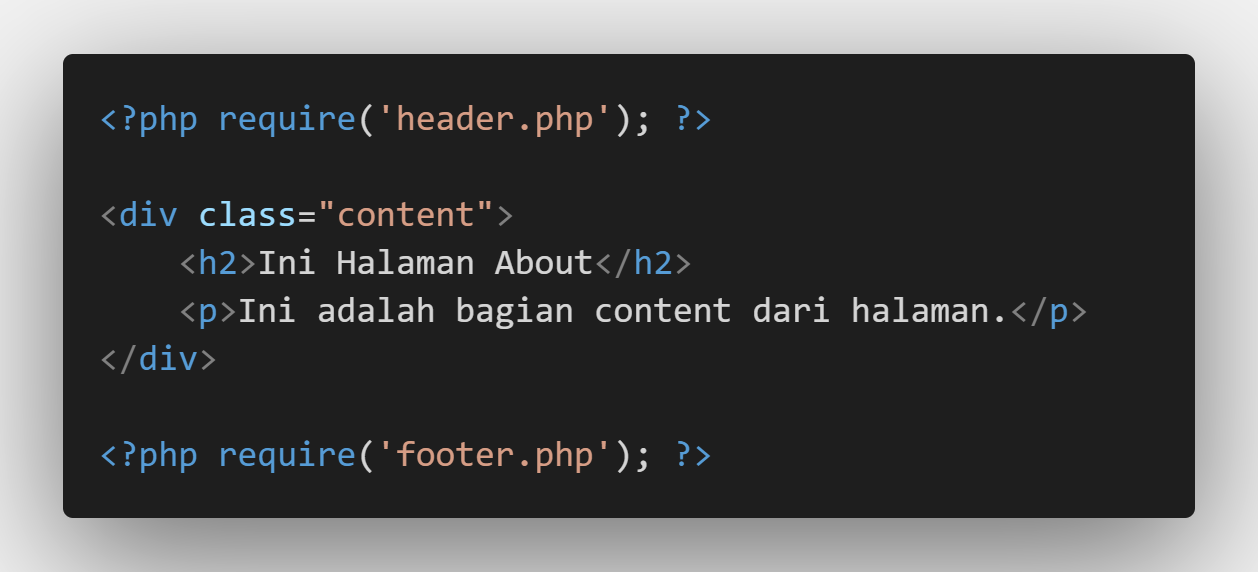 <?php require('header.php'); ?>
<div class="content">
<h2>Ini Halaman About</h2>
<p>Ini adalah bagian content dari halaman.</p>
</div>
<?php require('footer.php'); ?>